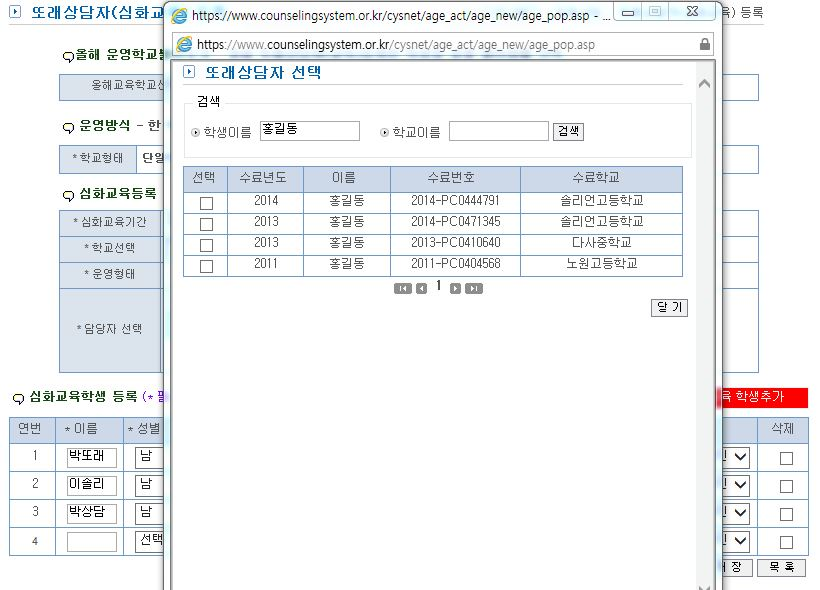 또래상담자(심화교
https://www.counselingsystem.or.kr/cysnet/age_act/age_new/age_pop.asp - ...
https://www.counselingsystem.or.kr/cysnet/age_act/age_new/age_pop.asp
등록
올해 운영학교
올해교육학교선
운영방식 - 한
*학교형태 단일
심화교육등록
*심화교육기간
*학교선택
*운영형태
*담당자 선택
또래상담자 선택
검색
학생이름 홍길동 학교이름 검색
선택 수료년도 이름 수료번호 수료학교
2014 홍길동 2014-PC0444791 솔리언고등학교
2013 홍길동 2014-PC0471345 솔리언고등학교
2013 홍길동 2013-PC0410640 다사중학교
2011 홍길동 2011-PC0404568 노원고등학교
1
닫 기
심화교육학생 등록 (* 필
육 학생추가
연번 * 이름 * 성별 삭제
1 박또래 남
2 이솔리 남
3 박상담 남
4 선택
장 목 록